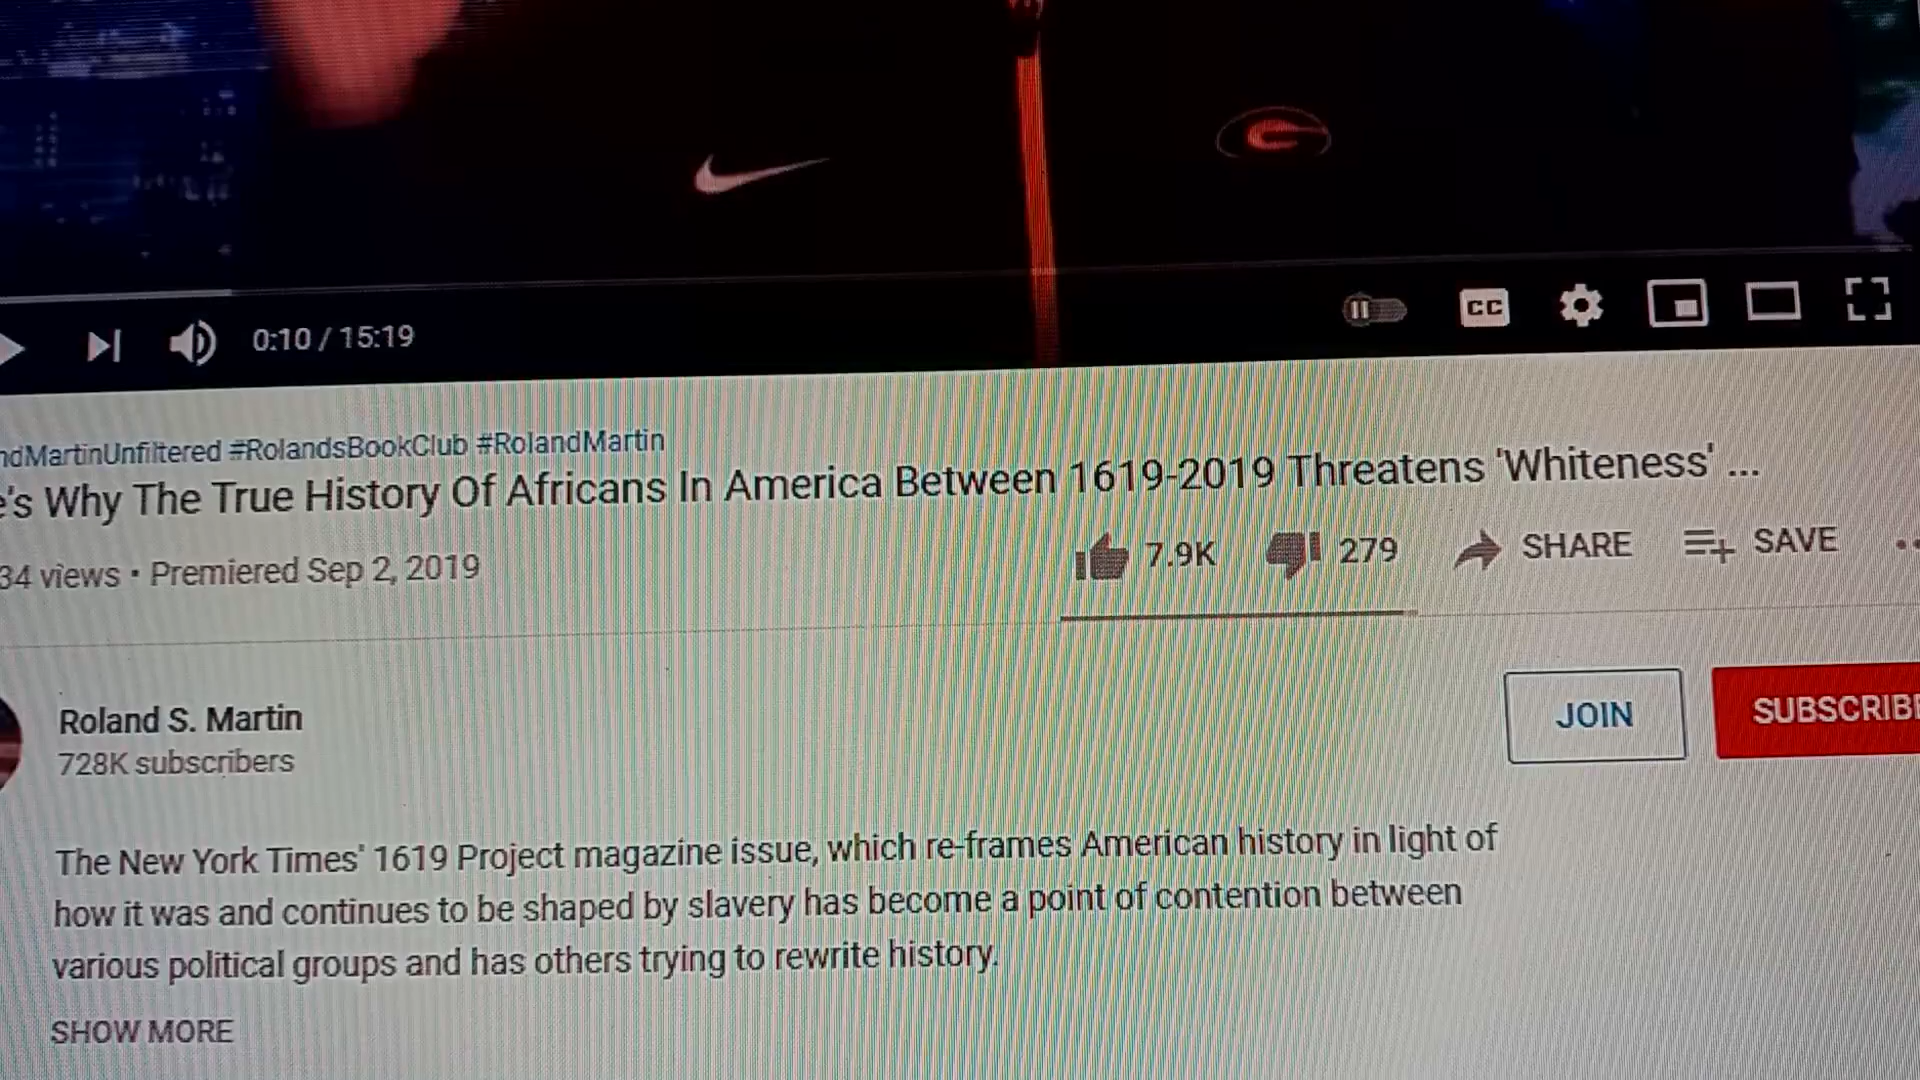 CC
0:10 / 15:19
ndMartinUnfiltered #RolandsBookClub #RolandMartin
e's Why The True History Of Africans In America Between 1619-2019 Threatens 'Whiteness' ...
34 views • Premiered Sep 2, 2019
7.9K 279 SHARE SAVE
Roland S. Martin
728K subscribers
JOIN
SUBSCRIBE
The New York Times' 1619 Project magazine issue, which re-frames American history in light of
how it was and continues to be shaped by slavery has become a point of contention between
various political groups and has others trying to rewrite history.
SHOW MORE